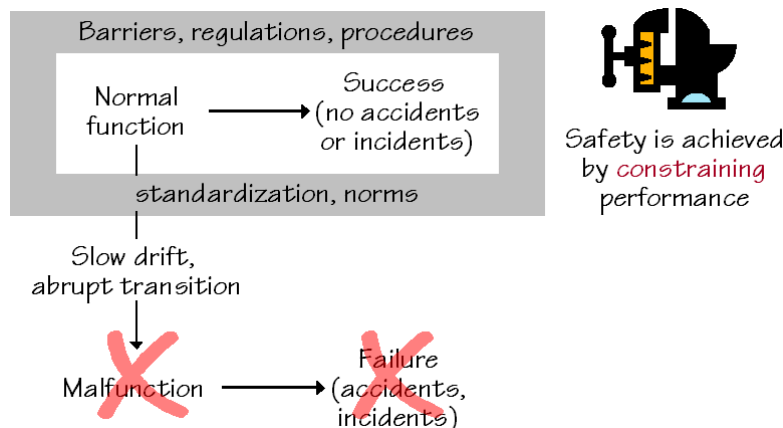 Barriers, regulations, procedures
Normal
function
Success
(no accidents
or incidents)
Safety is achieved
by constraining
performance
standardization, norms
Slow drift,
abrupt transition
Malfunction
Failure
(accidents,
incidents)